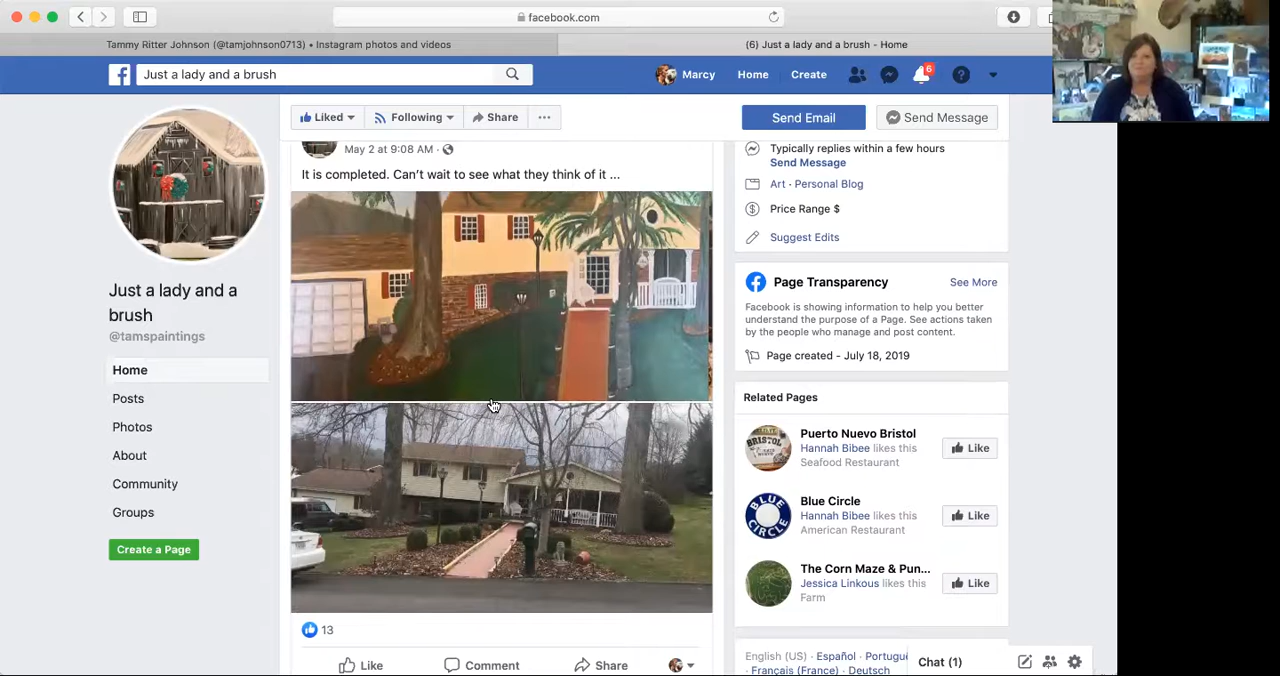 facebook.com
Tammy Ritter Johnson (@tamjohnson0713) • Instagram photos and videos
(6) Just a lady and a brush - Home
Just a lady and a brush
Marcy
Home
Create
6
Liked
Following
Share
Send Email
Send Message
May 2 at 9:08 AM
It is completed. Can't wait to see what they think of it ...
Just a lady and a
brush
@tamspaintings
Home
Posts
Photos
About
Community
Groups
Create a Page
13
Like
Comment
Share
Typically replies within a few hours
Send Message
Art · Personal Blog
Price Range $
Suggest Edits
Page Transparency
See More
Facebook is showing information to help you better
understand the purpose of a Page. See actions
taken by the people who manage and post content.
Page created - July 18, 2019
Related Pages
BRISTOL
Puerto Nuevo Bristol
Hannah Bibee likes this
Seafood Restaurant
Like
BLUE CIRCLE
Blue Circle
Hannah Bibee likes this
American Restaurant
Like
The Corn Maze & Pun...
Jessica Linkous likes this
Farm
Like
English (US) · Español · Portugu
Français (France) · Deutsch
Chat (1)